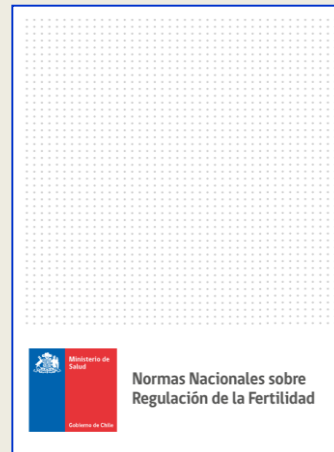 Ministerio de
Salud
Gobierno de Chile
Normas Nacionales sobre
Regulación de la Fertilidad